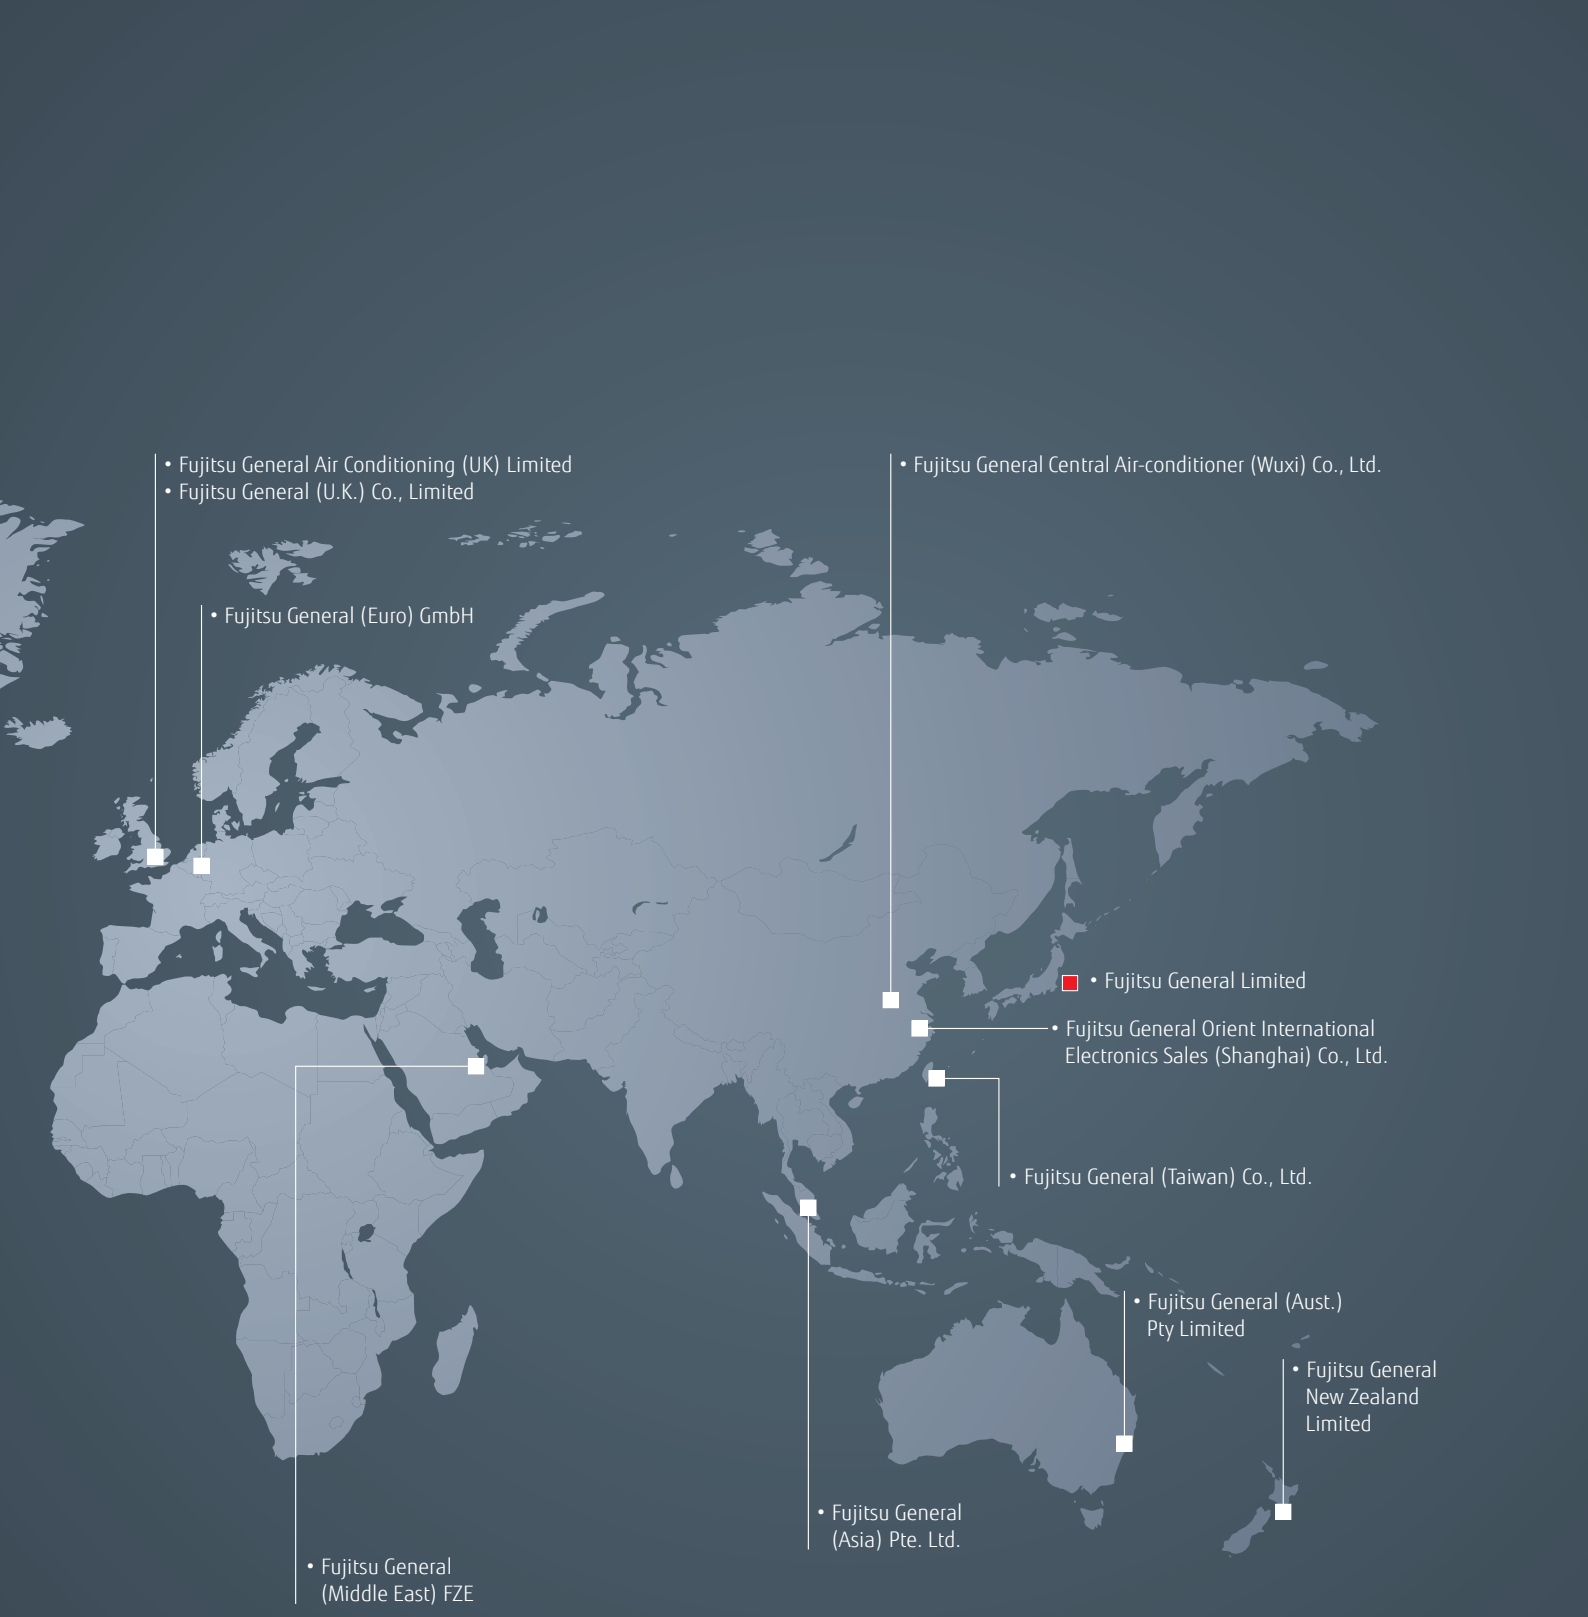 • Fujitsu General Air Conditioning (UK) Limited
• Fujitsu General (U.K.) Co., Limited
• Fujitsu General Central Air-conditioner (Wuxi) Co., Ltd.
• Fujitsu General (Euro) GmbH
• Fujitsu General Limited
• Fujitsu General Orient International
Electronics Sales (Shanghai) Co., Ltd.
• Fujitsu General (Taiwan) Co., Ltd.
• Fujitsu General (Aust.)
Pty Limited
• Fujitsu General
New Zealand
Limited
• Fujitsu General
(Asia) Pte. Ltd.
• Fujitsu General
(Middle East) FZE